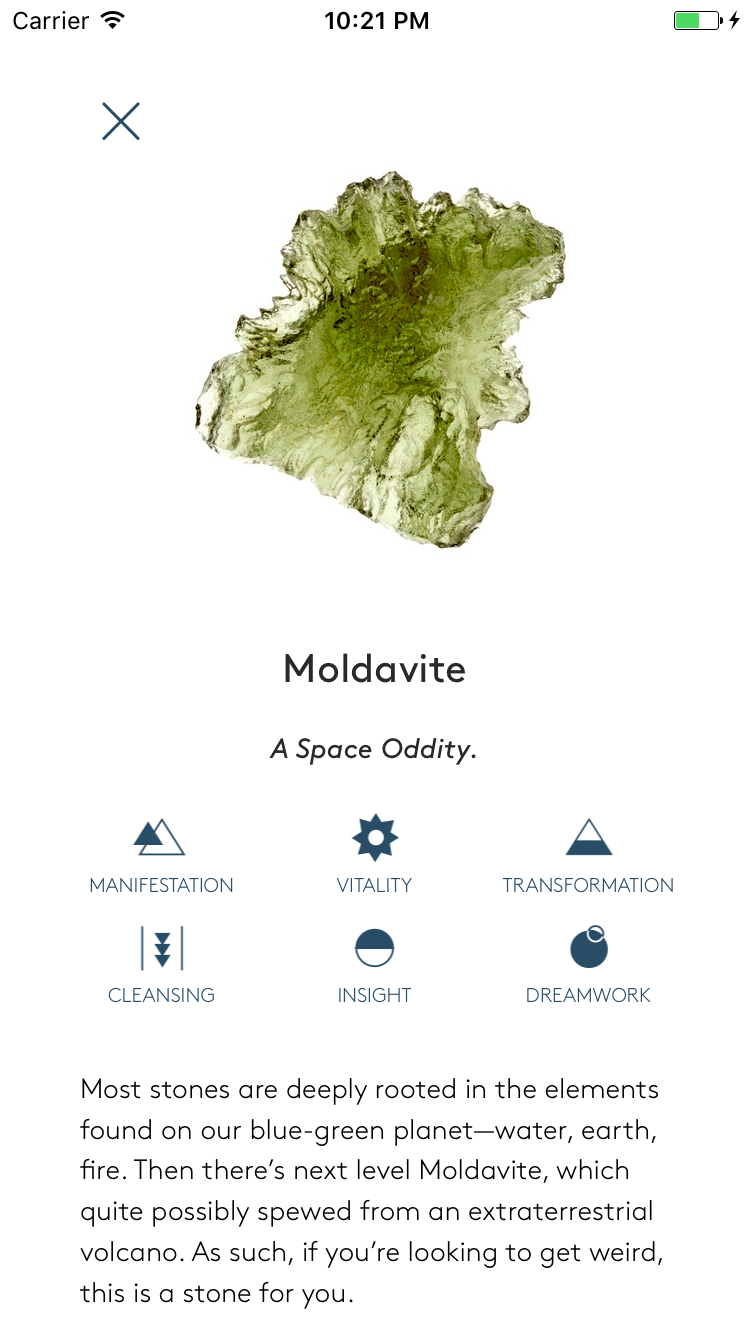 Carrier 10:21 PM
Moldavite
A Space Oddity.
MANIFESTATION VITALITY TRANSFORMATION
CLEANSING INSIGHT DREAMWORK
Most stones are deeply rooted in the elements
found on our blue-green planet—water, earth,
fire. Then there’s next level Moldavite, which
quite possibly spewed from an extraterrestrial
volcano. As such, if you’re looking to get weird,
this is a stone for you.